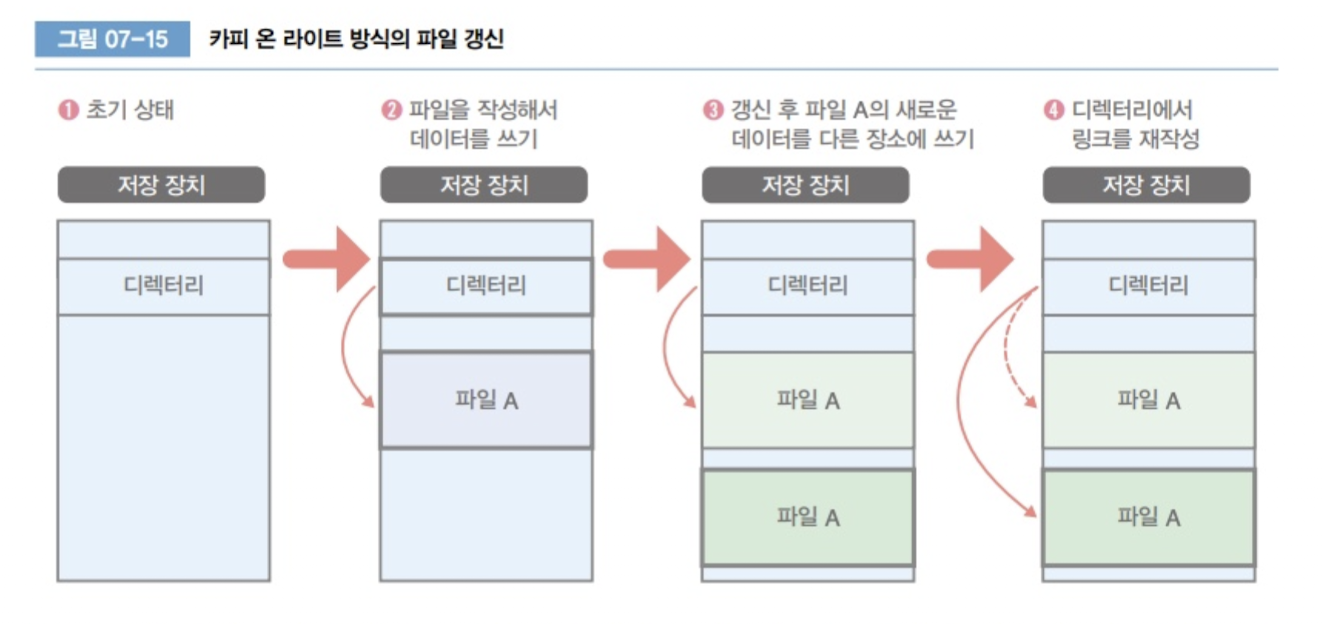 그림 07-15 카피 온 라이트 방식의 파일 갱신
❶ 초기 상태
❷ 파일을 작성해서
데이터를 쓰기
❸ 갱신 후 파일 A의 새로운
데이터를 다른 장소에 쓰기
❹ 디렉터리에서
링크를 재작성
저장 장치
저장 장치
저장 장치
저장 장치
디렉터리
디렉터리
디렉터리
디렉터리
파일 A
파일 A
파일 A
파일 A
파일 A